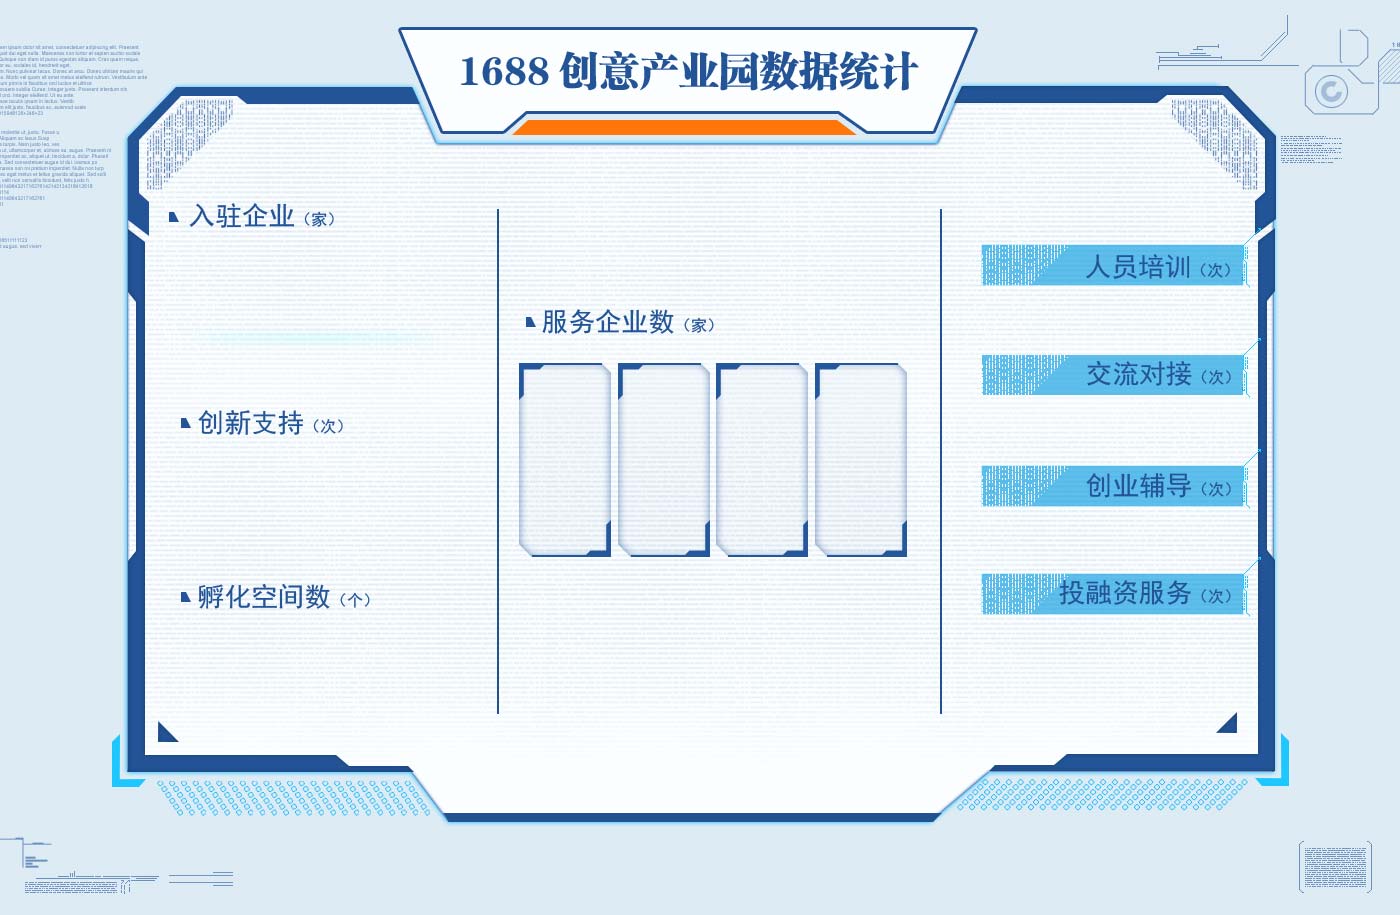 1688 创意产业园数据统计
入驻企业（家）
创新支持（次）
孵化空间数（个）
服务企业数（家）
人员培训（次）
交流对接（次）
创业辅导（次）
投融资服务（次）